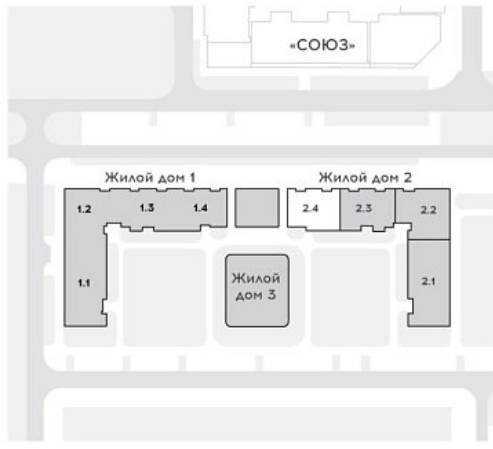 «СОЮЗ»
Жилой дом 1
Жилой дом 2
1.2
1.3
1.4
2.4
2.3
2.2
1.1
Жилой
дом 3
2.1